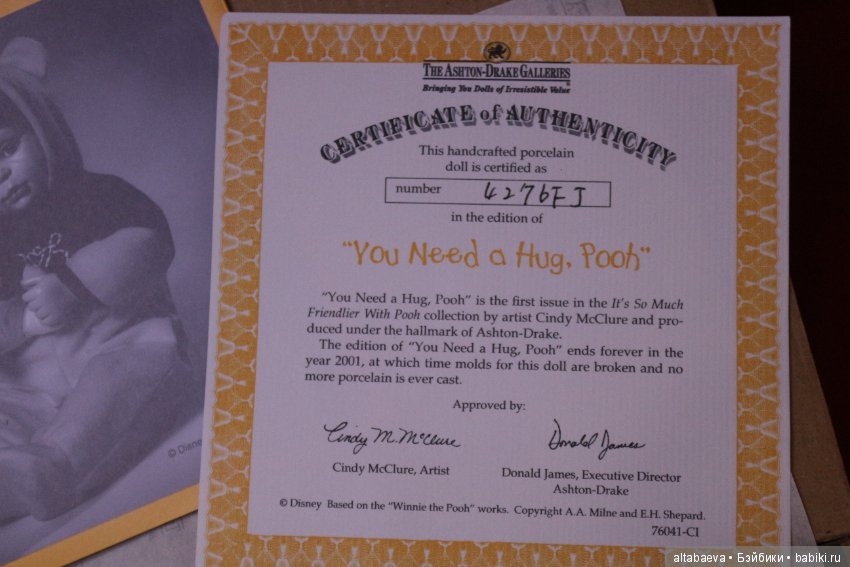 THE ASHTON-DRAKE GALLERIES
Bringing You Dolls of Irresistible Value
CERTIFICATE of AUTHENTICITY
This handcrafted porcelain
doll is certified as
number 4276FJ
in the edition of
"You Need a Hug, Pooh"
"You Need a Hug, Pooh" is the first issue in the It's So Much
Friendlier With Pooh collection by artist Cindy McClure and pro-
duced under the hallmark of Ashton-Drake.
The edition of "You Need a Hug, Pooh" ends forever in the
year 2001, at which time molds for this doll are broken and no
more porcelain is ever cast.
Approved by:
Cindy M. McClure Donald James
Cindy McClure, Artist Donald James, Executive Director
Ashton-Drake
© Disney Based on the "Winnie the Pooh" works. Copyright A.A. Milne and E.H. Shepard.
76041-CI
© Disney
altabaeva • Бэйбики • babiki.ru